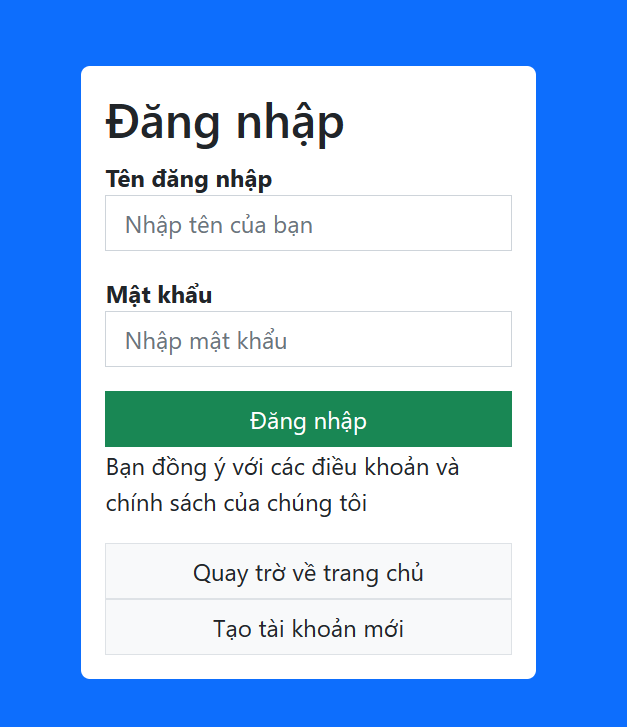 Đăng nhập
Tên đăng nhập
Nhập tên của bạn
Mật khẩu
Nhập mật khẩu
Đăng nhập
Bạn đồng ý với các điều khoản và
chính sách của chúng tôi
Quay trở về trang chủ
Tạo tài khoản mới